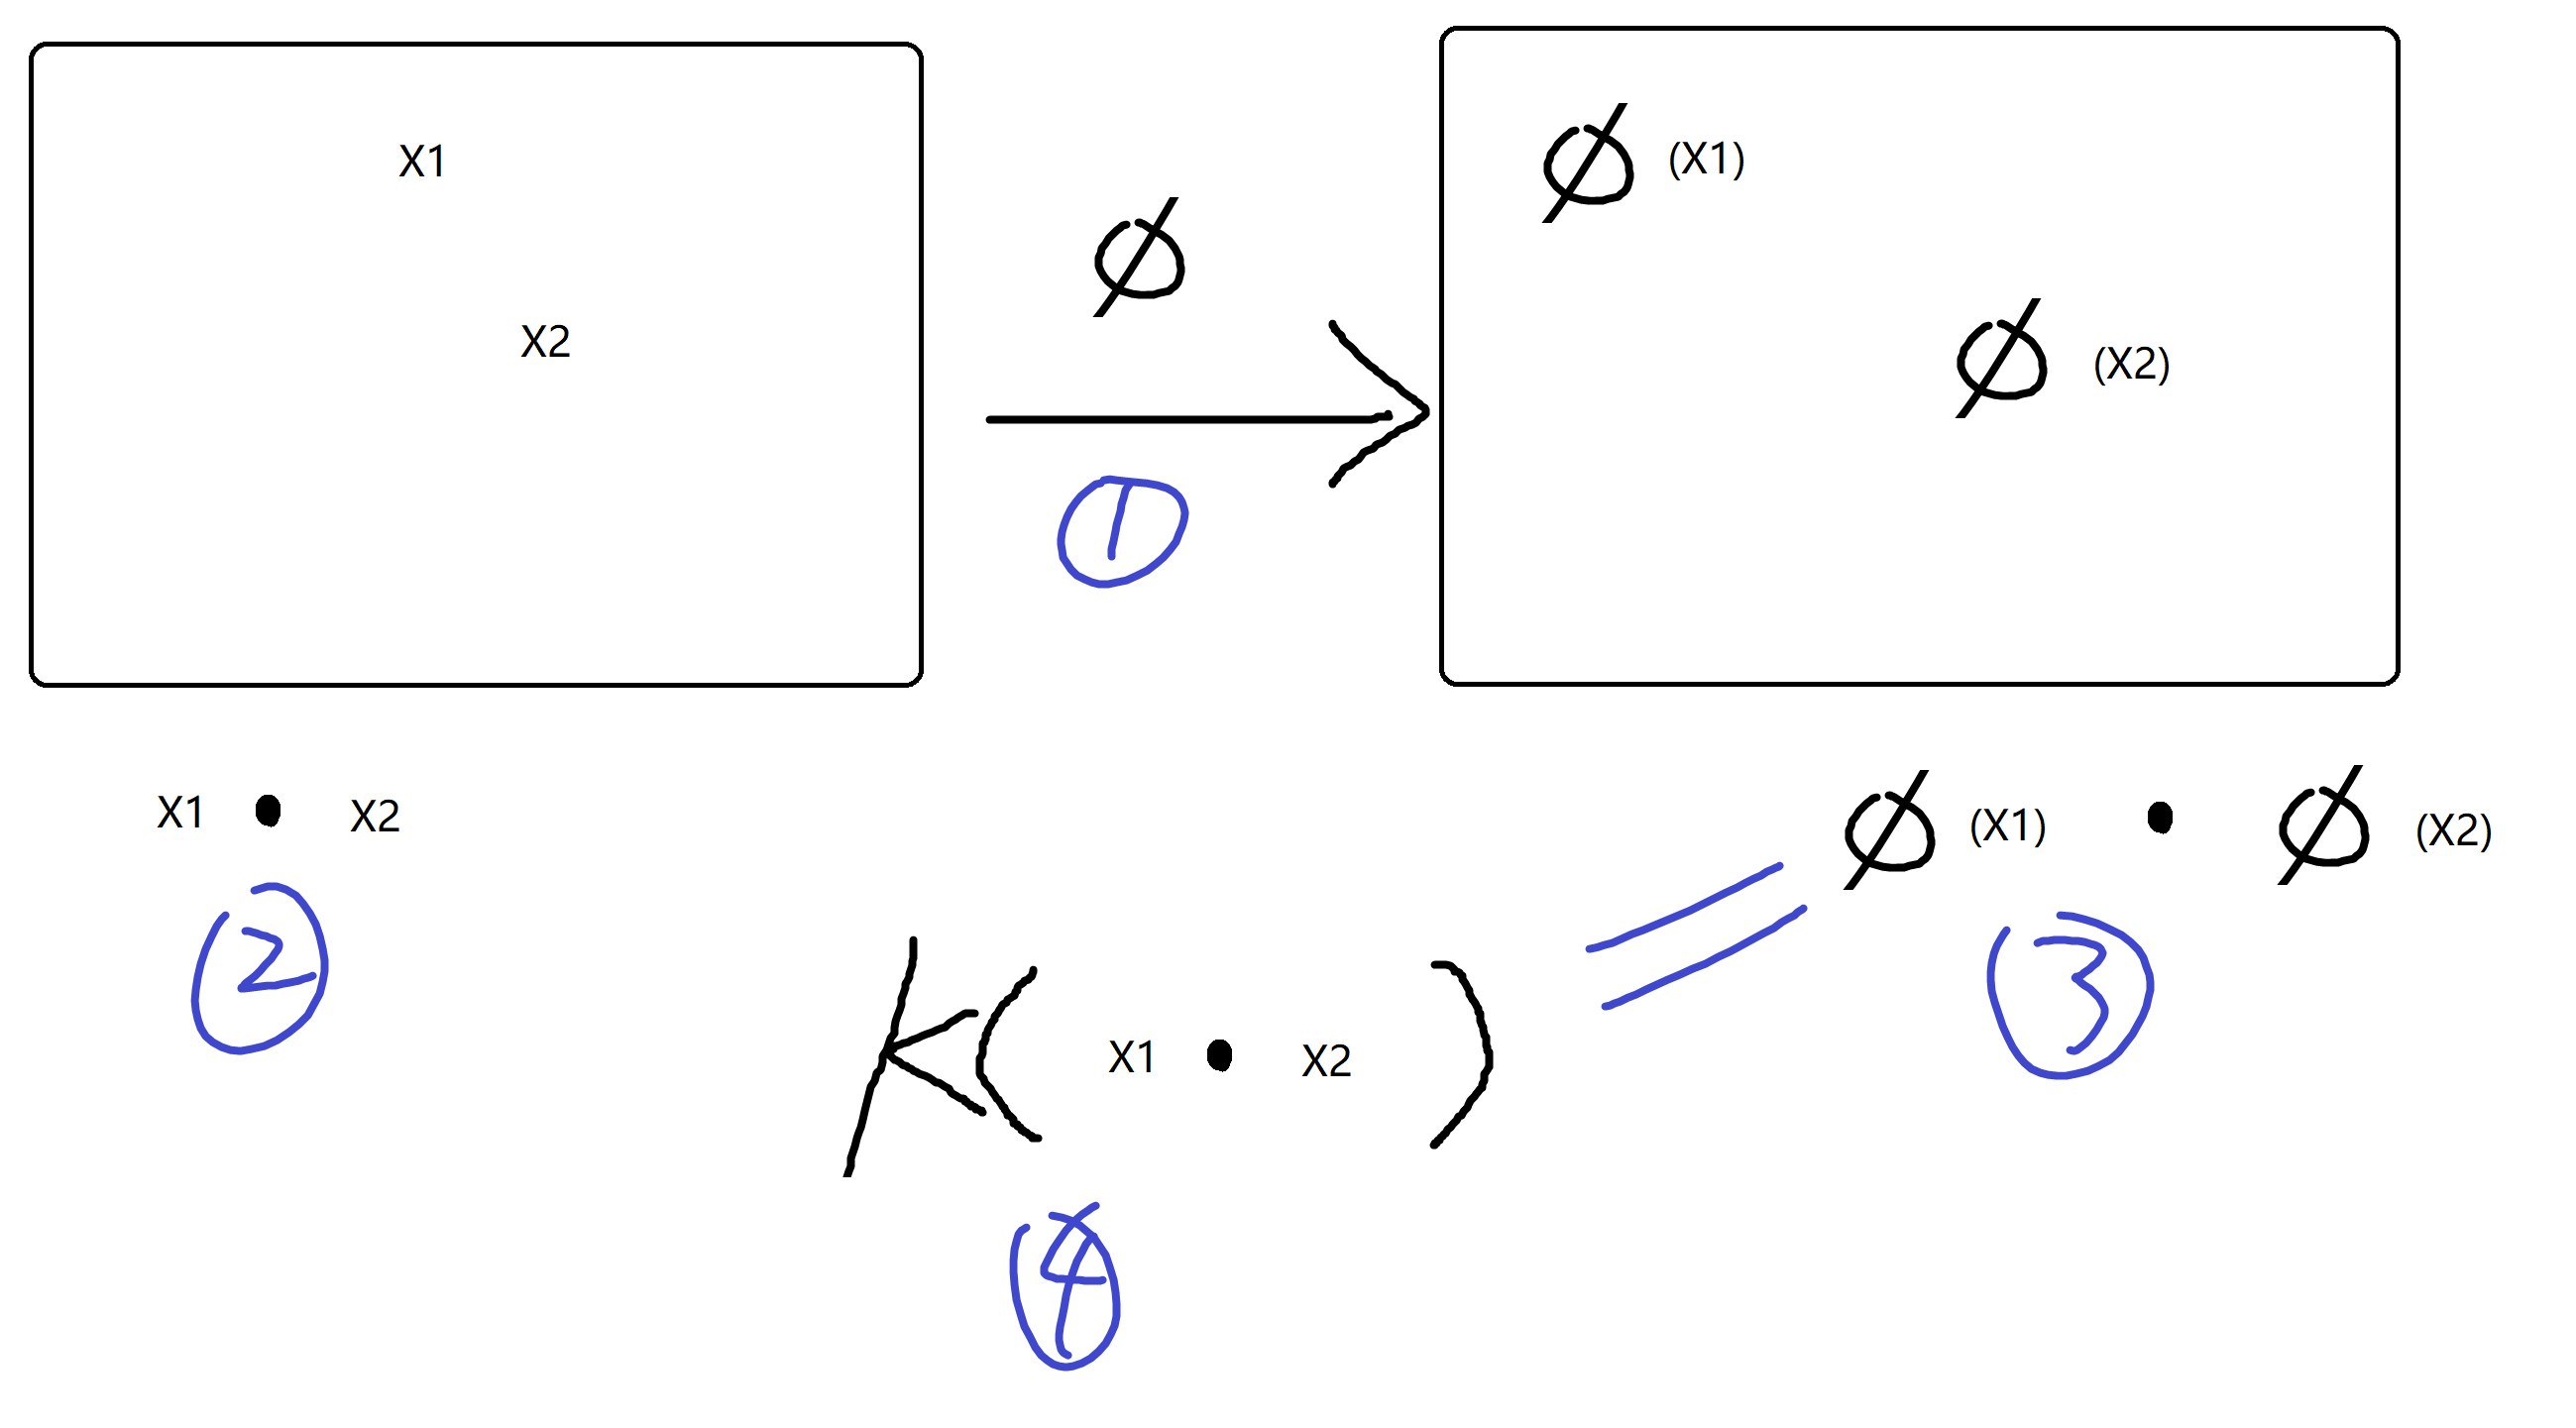 X1
X2
Ø
①
Ø (X1)
Ø (X2)
X1 • X2
②
K( X1 • X2 ) =
④
Ø (X1) • Ø (X2)
③